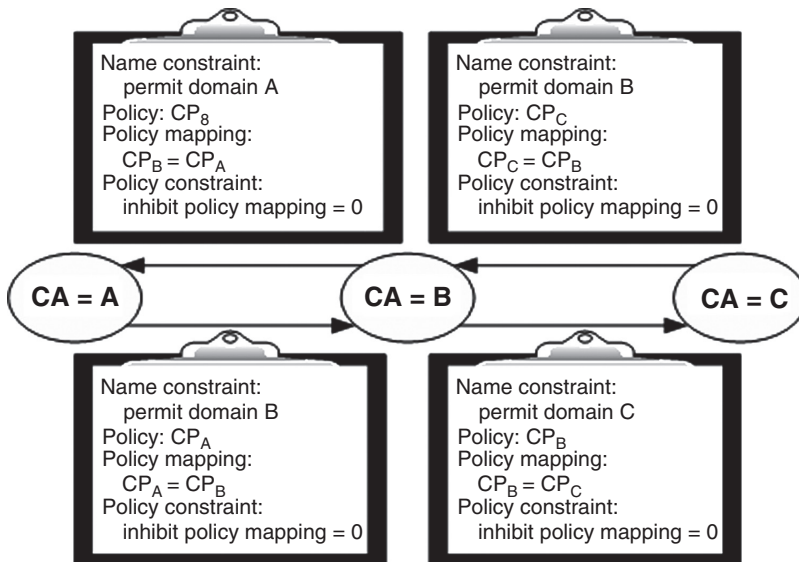 Name constraint:
permit domain A
Policy: CP8
Policy mapping:
CPB = CPA
Policy constraint:
inhibit policy mapping = 0
Name constraint:
permit domain B
Policy: CPC
Policy mapping:
CPC = CPB
Policy constraint:
inhibit policy mapping = 0
CA = A
CA = B
CA = C
Name constraint:
permit domain B
Policy: CPA
Policy mapping:
CPA = CPB
Policy constraint:
inhibit policy mapping = 0
Name constraint:
permit domain C
Policy: CPB
Policy mapping:
CPB = CPC
Policy constraint:
inhibit policy mapping = 0